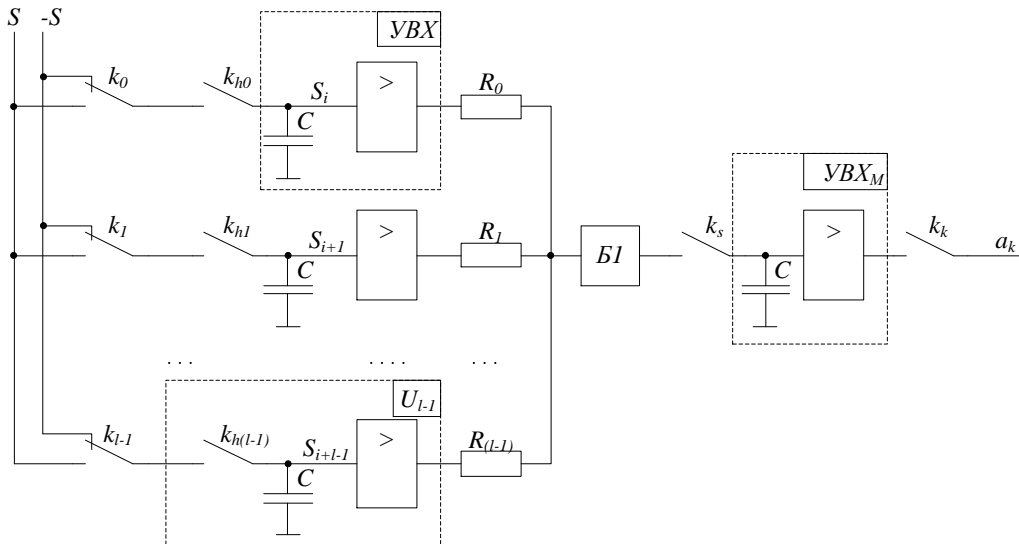 S -S
УВХ
k0 kh0 Si > R0
C
УВХМ
k1 kh1 Si+1 > R1
C
Б1 ks > kk ak
C
... .... ...
Ul-1
kl-1 kh(l-1) Si+l-1 > R(l-1)
C